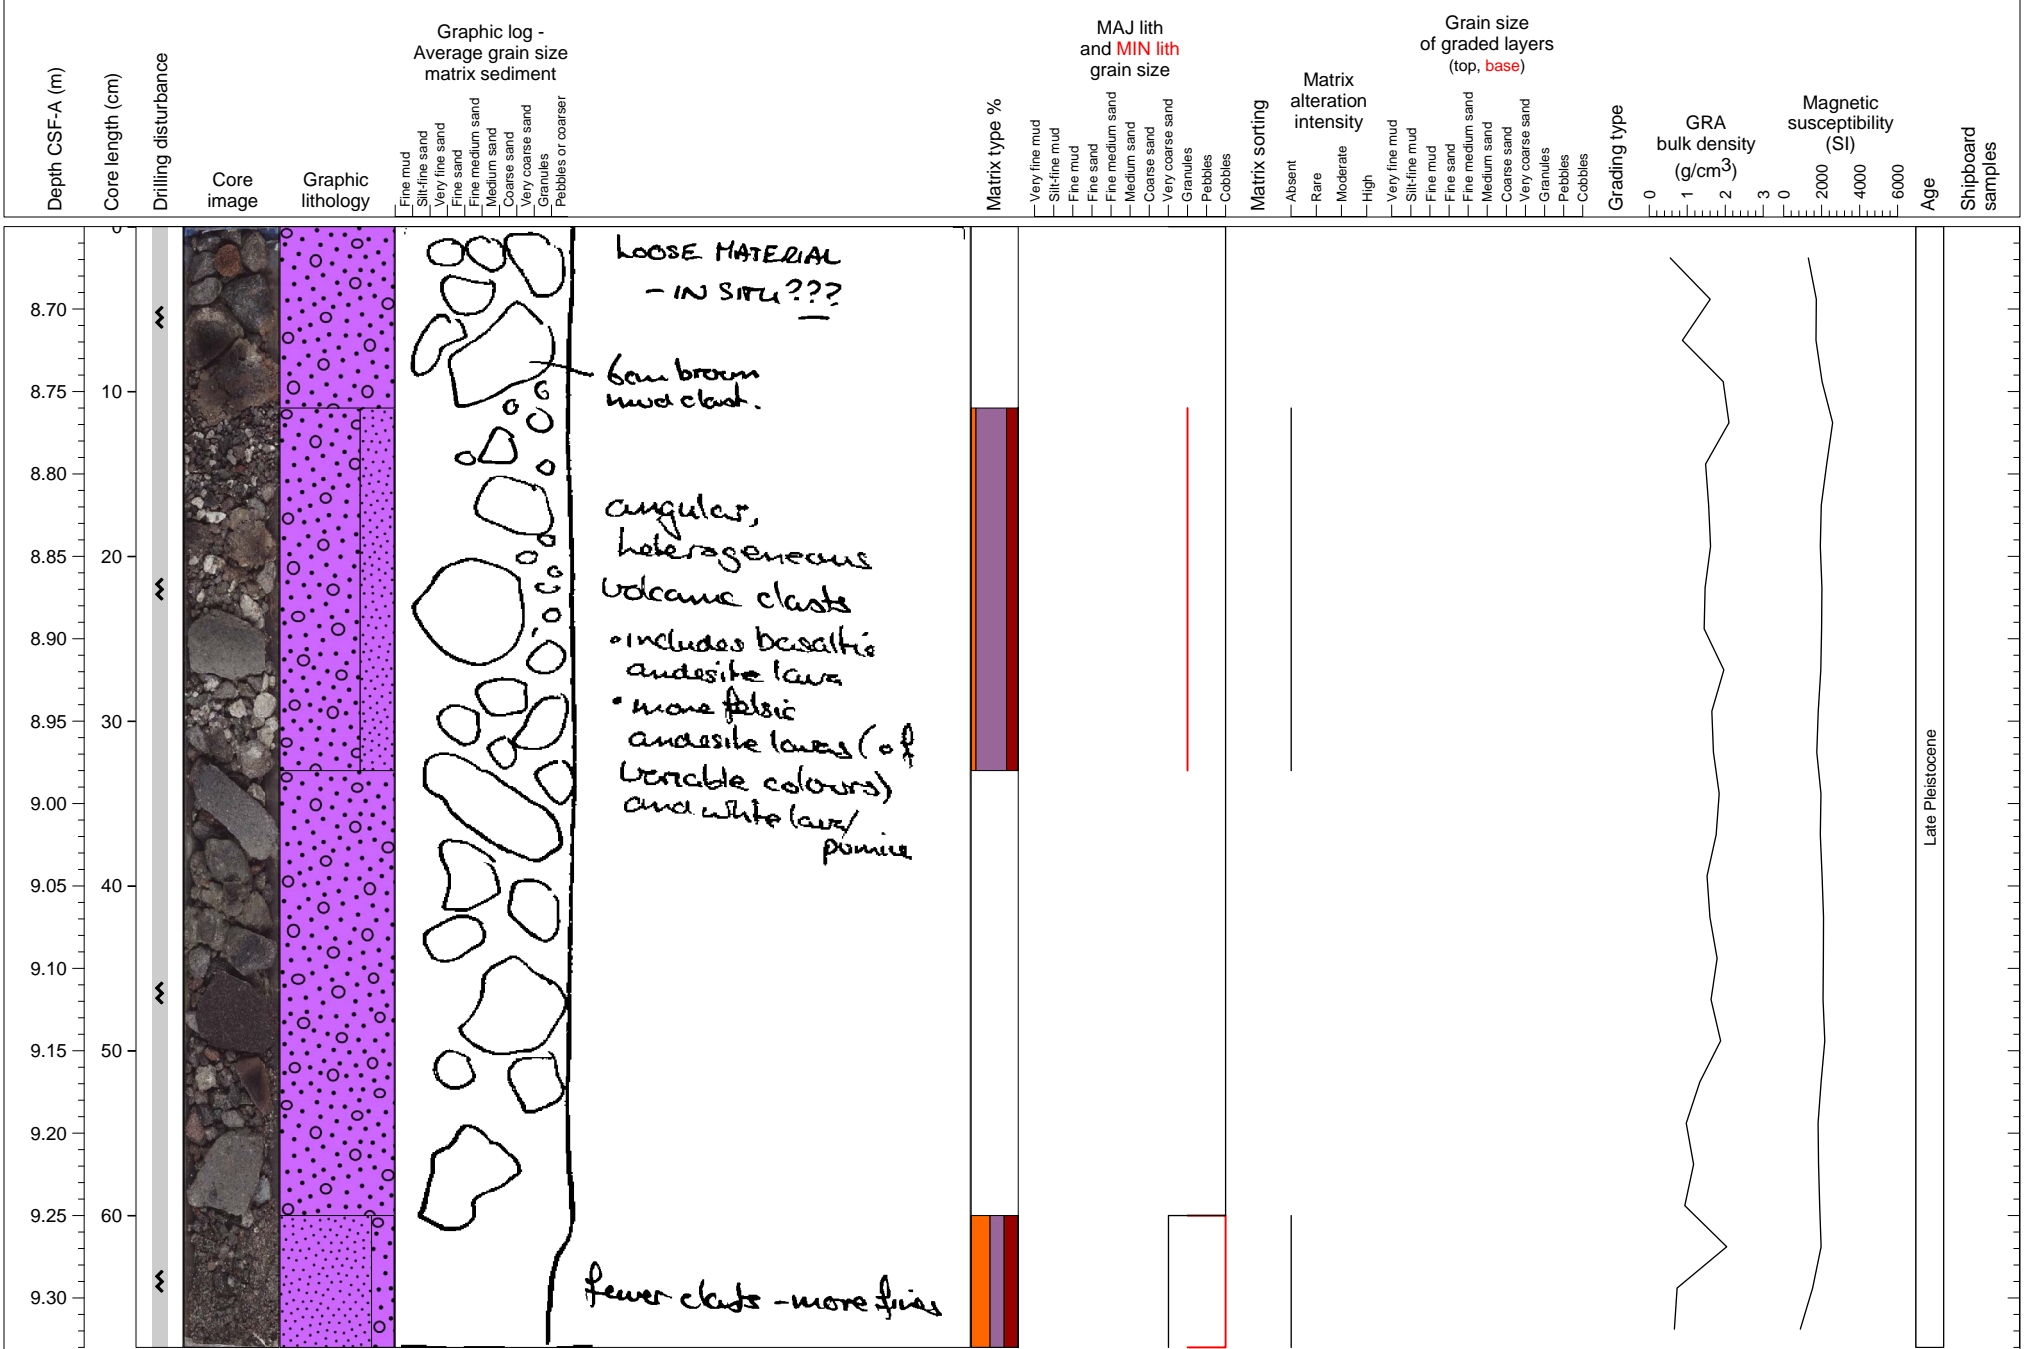 Depth CSF-A (m)
Core length (cm)
Drilling disturbance
Core
image
Graphic
lithology
Graphic log -
Average grain size
matrix sediment
Fine mud
Silt-fine sand
Very fine sand
Fine sand
Fine medium sand
Medium sand
Coarse sand
Very coarse sand
Granules
Pebbles or coarser
Matrix type %
MAJ lith
and MIN lith
grain size
Very fine mud
Silt-fine mud
Fine mud
Fine sand
Fine medium sand
Medium sand
Coarse sand
Very coarse sand
Granules
Pebbles
Cobbles
Matrix sorting
Matrix
alteration
intensity
Absent
Rare
Moderate
High
Grain size
of graded layers
(top, base)
Very fine mud
Silt-fine mud
Fine mud
Fine sand
Fine medium sand
Medium sand
Coarse sand
Very coarse sand
Granules
Pebbles
Cobbles
Grading type
GRA
bulk density
(g/cm3)
0 1 2 3
Magnetic
susceptibility
(SI)
0 2000 4000 6000
Age
Shipboard
samples
8.70
8.75
8.80
8.85
8.90
8.95
9.00
9.05
9.10
9.15
9.20
9.25
9.30
0
10
20
30
40
50
60
LOOSE MATERIAL
- IN SITU ???
6cm brown
mud clast.
angular,
heterogeneous
volcanic clasts
• includes basaltic
andesite lava
• more felsic
andesite lavas (of
variable colours)
and white lava/
pumice
fewer clasts - more fines
Late Pleistocene